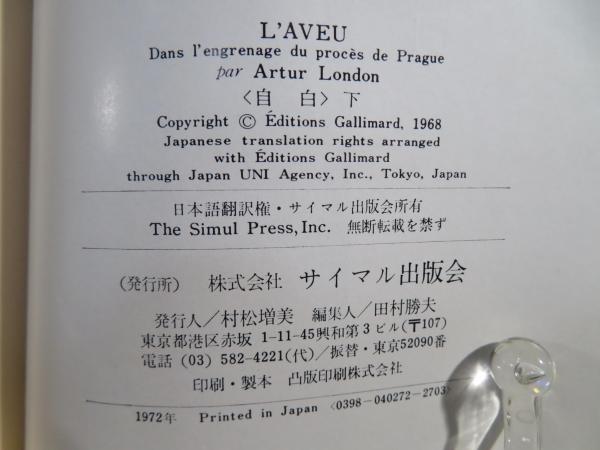 L'AVEU
Dans l'engrenage du procès de Prague
par Artur London
〈自 白〉下
Copyright © Éditions Gallimard, 1968
Japanese translation rights arranged
with Éditions Gallimard
through Japan UNI Agency, Inc., Tokyo, Japan
日本語翻訳権・サイマル出版会所有
The Simul Press, Inc. 無断転載を禁ず
(発行所) 株式会社 サイマル出版会
発行人/村松増美 編集人/田村勝夫
東京都港区赤坂 1-11-45興和第3ビル(〒107)
電話 (03) 582-4221(代)/振替・東京52090番
印刷・製本 凸版印刷株式会社
1972年 Printed in Japan 〈0398-040272-2703〉